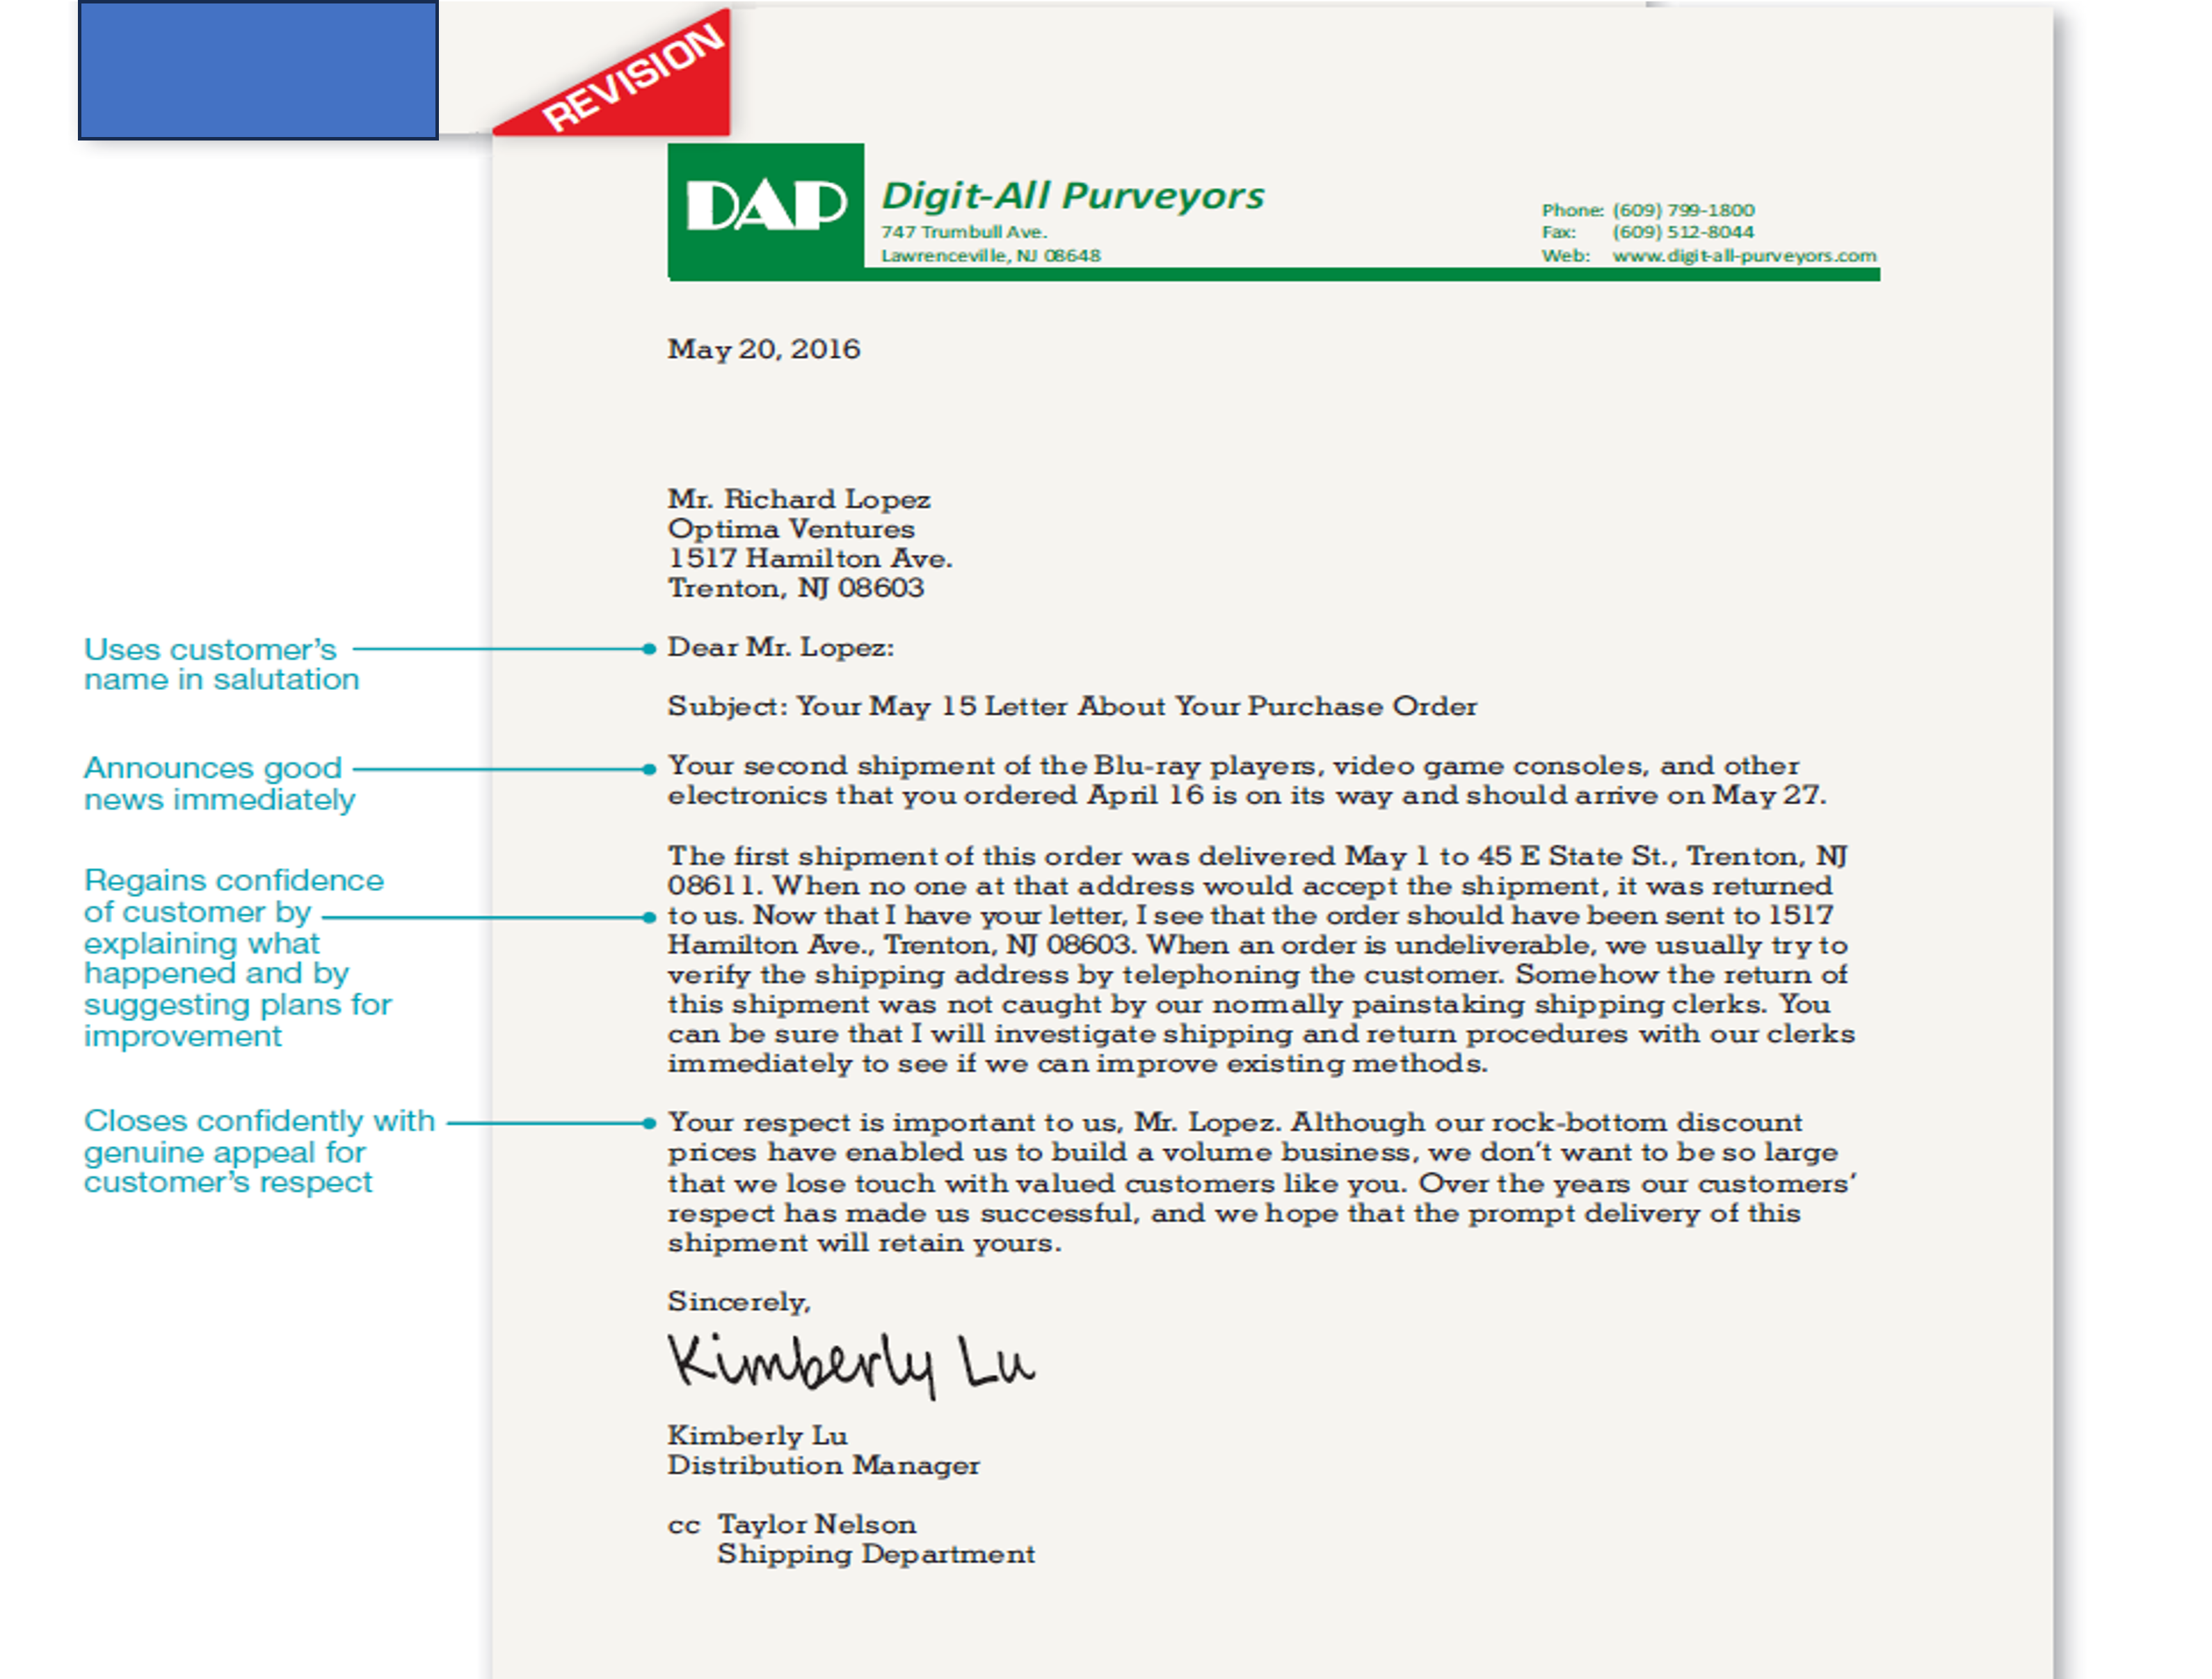 REVISION
DAP
Digit-All Purveyors
747 Trumbull Ave.
Lawrenceville, NJ 08648
Phone: (609) 799-1800
Fax: (609) 512-8044
Web: www.digit-all-purveyors.com
May 20, 2016
Mr. Richard Lopez
Optima Ventures
1517 Hamilton Ave.
Trenton, NJ 08603
Uses customer’s
name in salutation
Dear Mr. Lopez:
Subject: Your May 15 Letter About Your Purchase Order
Announces good
news immediately
Your second shipment of the Blu-ray players, video game consoles, and other
electronics that you ordered April 16 is on its way and should arrive on May 27.
Regains confidence
of customer by
explaining what
happened and by
suggesting plans for
improvement
The first shipment of this order was delivered May 1 to 45 E State St., Trenton, NJ
08611. When no one at that address would accept the shipment, it was returned
to us. Now that I have your letter, I see that the order should have been sent to 1517
Hamilton Ave., Trenton, NJ 08603. When an order is undeliverable, we usually try to
verify the shipping address by telephoning the customer. Somehow the return of
this shipment was not caught by our normally painstaking shipping clerks. You
can be sure that I will investigate shipping and return procedures with our clerks
immediately to see if we can improve existing methods.
Closes confidently with
genuine appeal for
customer’s respect
Your respect is important to us, Mr. Lopez. Although our rock-bottom discount
prices have enabled us to build a volume business, we don’t want to be so large
that we lose touch with valued customers like you. Over the years our customers’
respect has made us successful, and we hope that the prompt delivery of this
shipment will retain yours.
Sincerely,
Kimberly Lu
Kimberly Lu
Distribution Manager
cc Taylor Nelson
Shipping Department